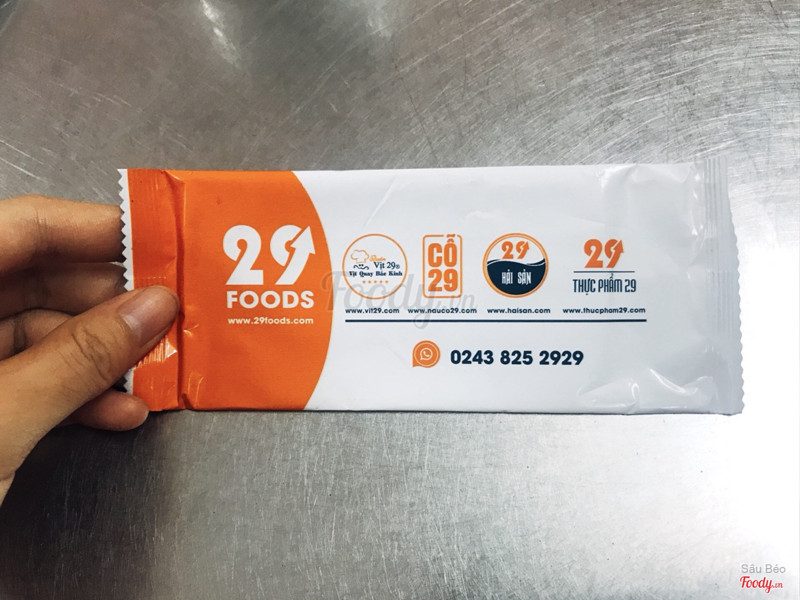 29
FOODS
www.29foods.com
Vịt 29®
Vịt Quay Bắc Kinh
www.vit29.com
CỖ
29
www.nauco29.com
29
HẢI SẢN
www.haisan.com
29
THỰC PHẨM 29
www.thucpham29.com
0243 825 2929
Foody.vn
Sâu Béo
Foody.vn